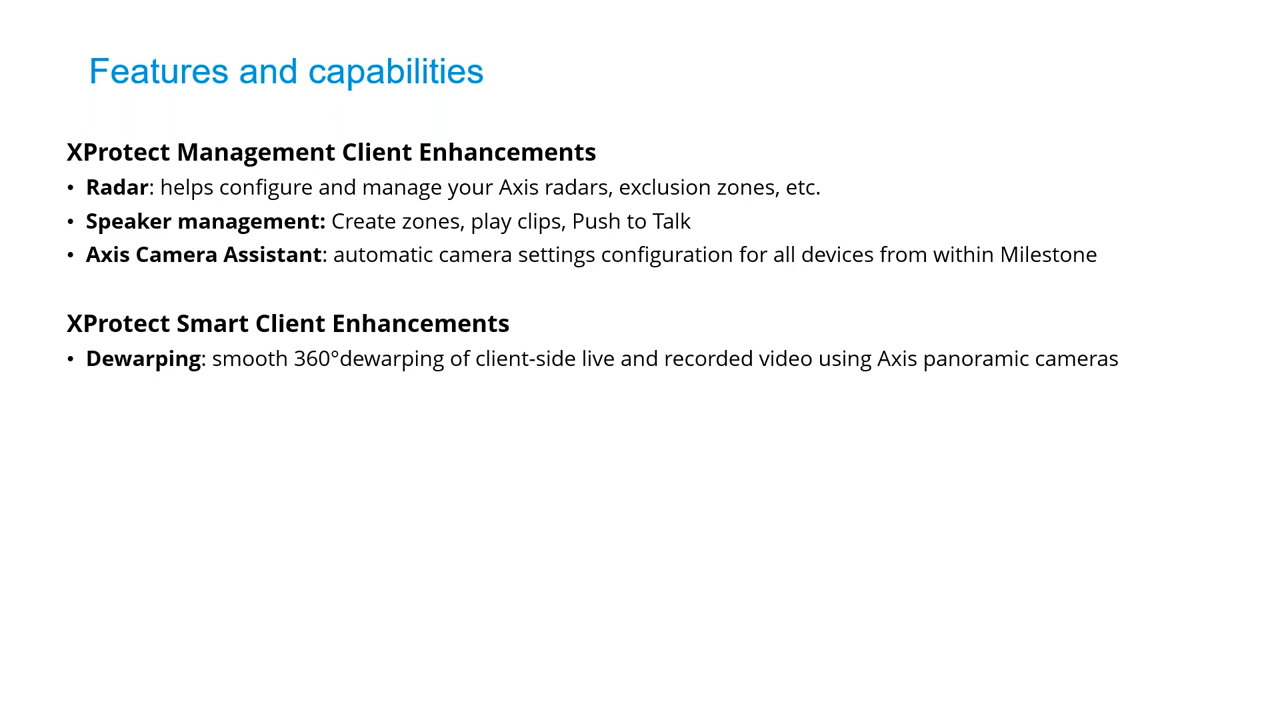 Features and capabilities
XProtect Management Client Enhancements
• Radar: helps configure and manage your Axis radars, exclusion zones, etc.
• Speaker management: Create zones, play clips, Push to Talk
• Axis Camera Assistant: automatic camera settings configuration for all devices from within Milestone
XProtect Smart Client Enhancements
• Dewarping: smooth 360°dewarping of client-side live and recorded video using Axis panoramic cameras